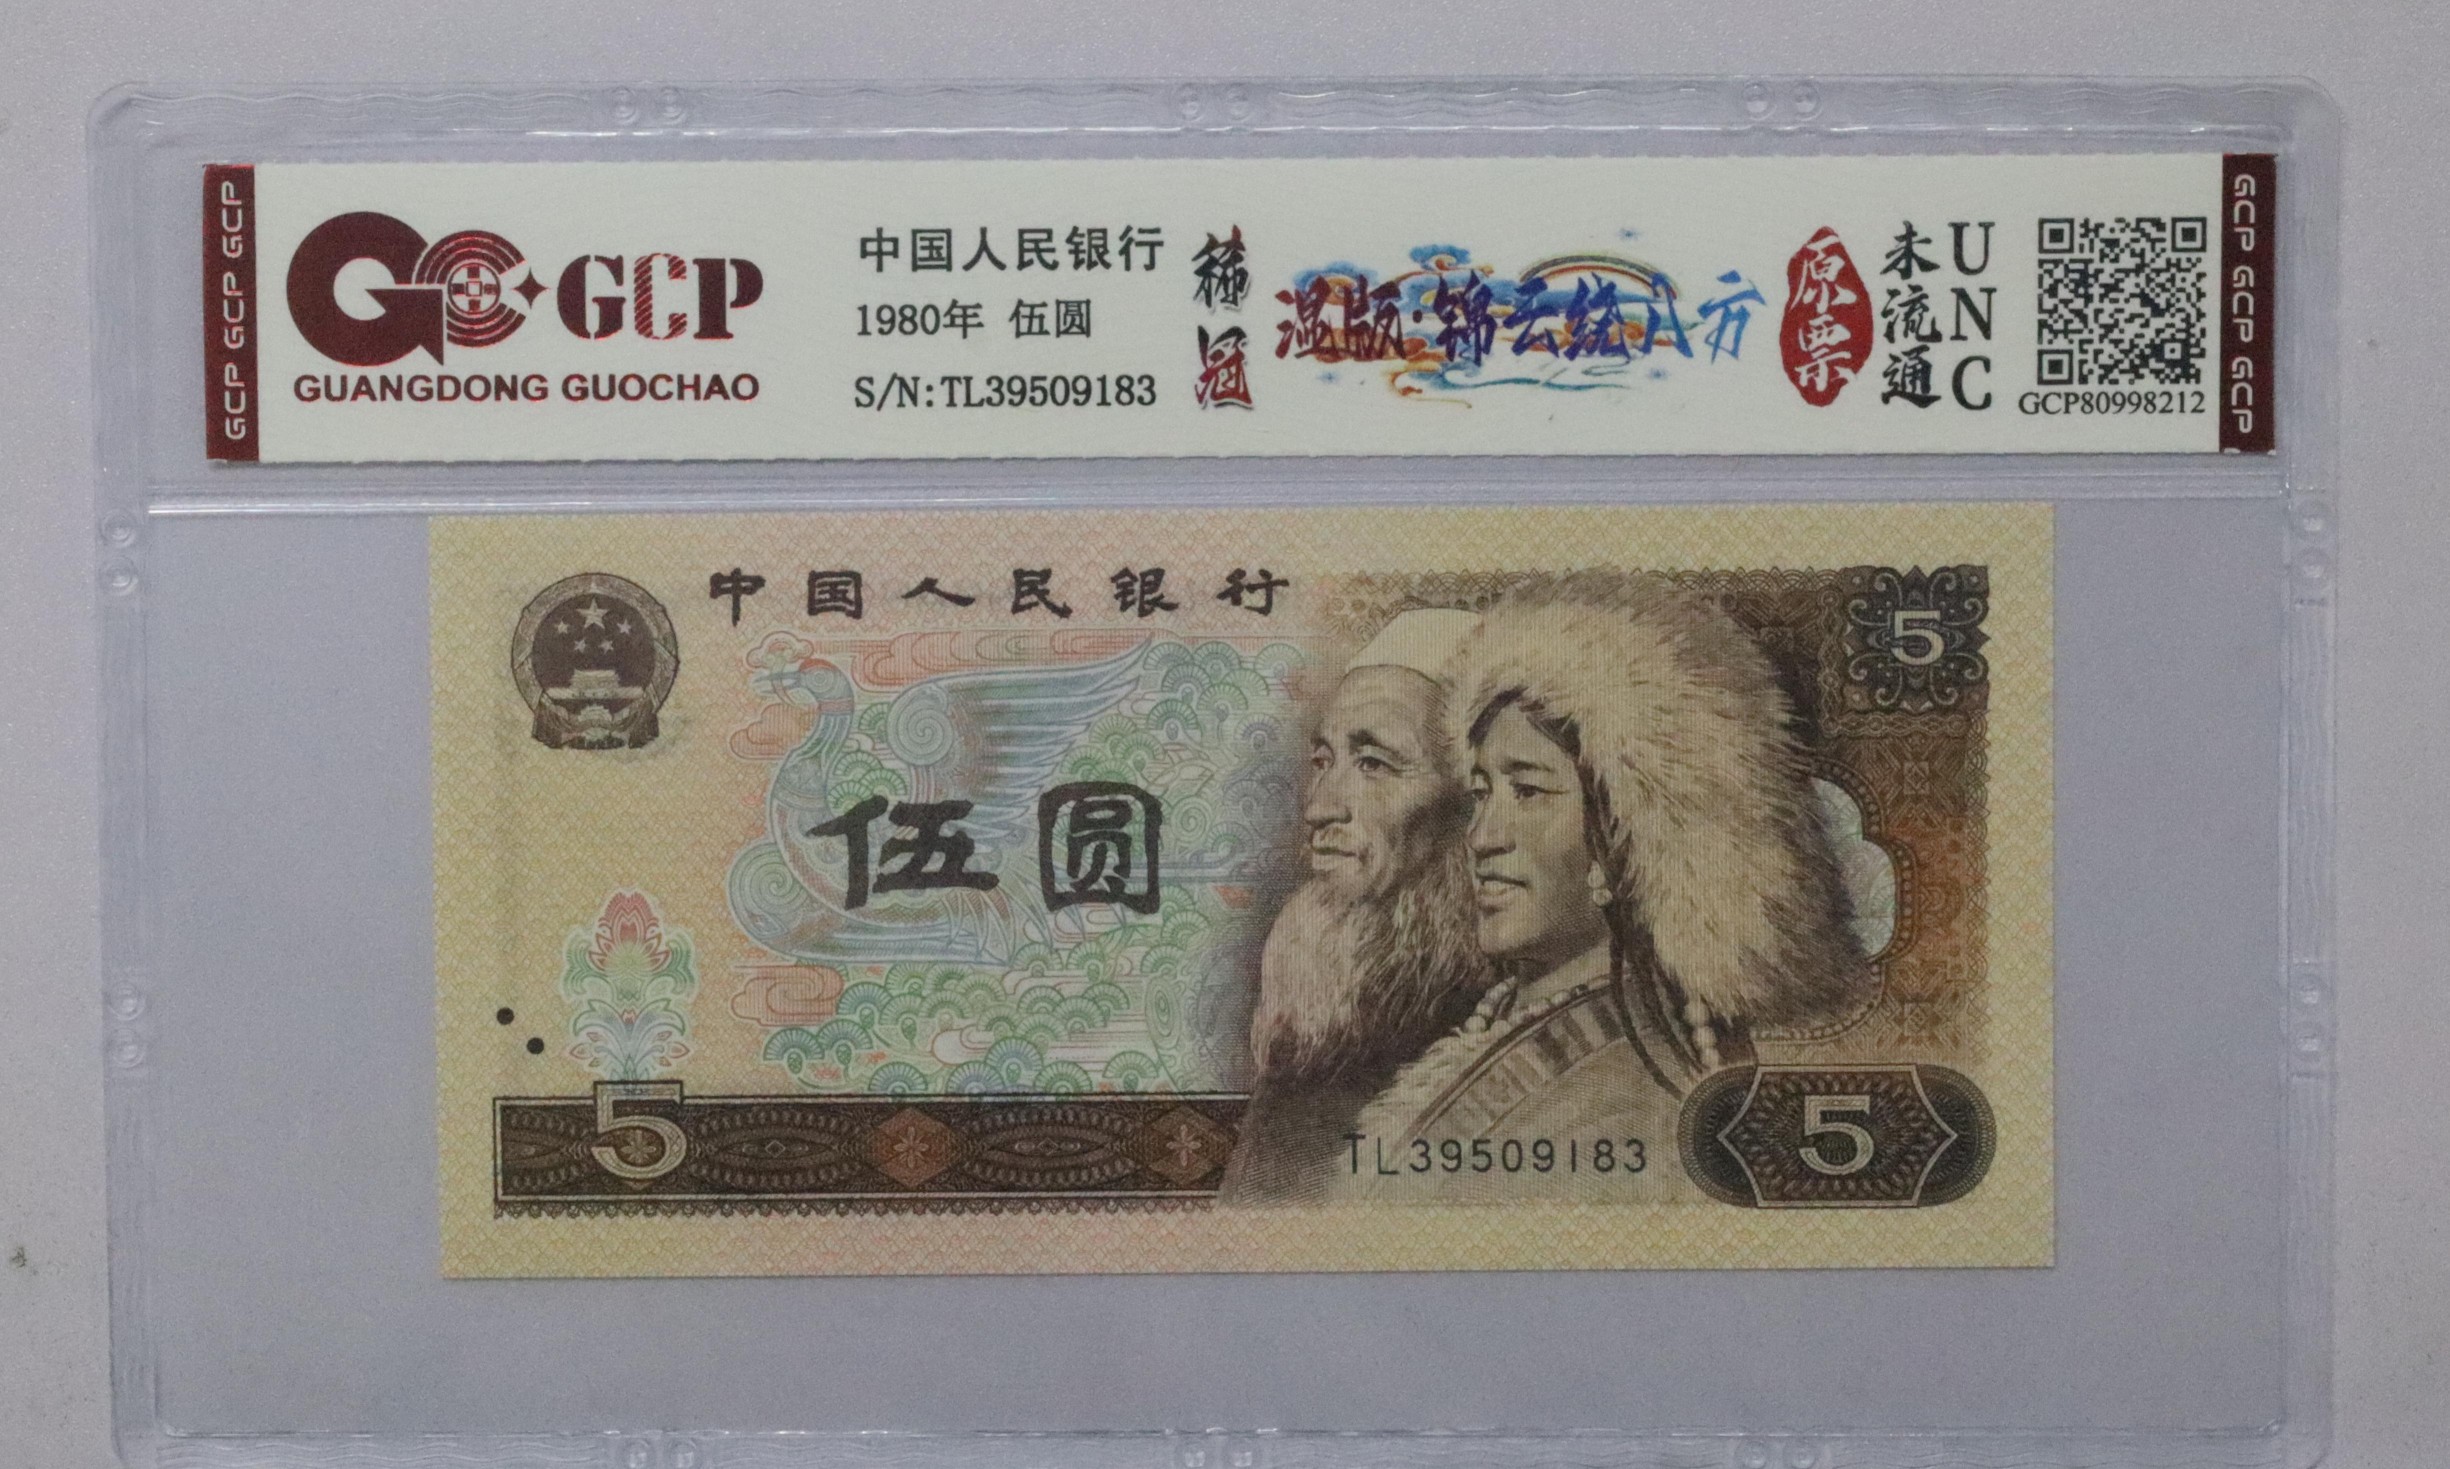 GCP GCP GCP
GCP
GUANGDONG GUOCHAO
中国人民银行
1980年 伍圆
S/N:TL39509183
稀冠
温版·锦云绕八方
原票
未流通
UNC
GCP80998212
GCP GCP GCP
中国人民银行
5
伍圆
5
TL39509183
5